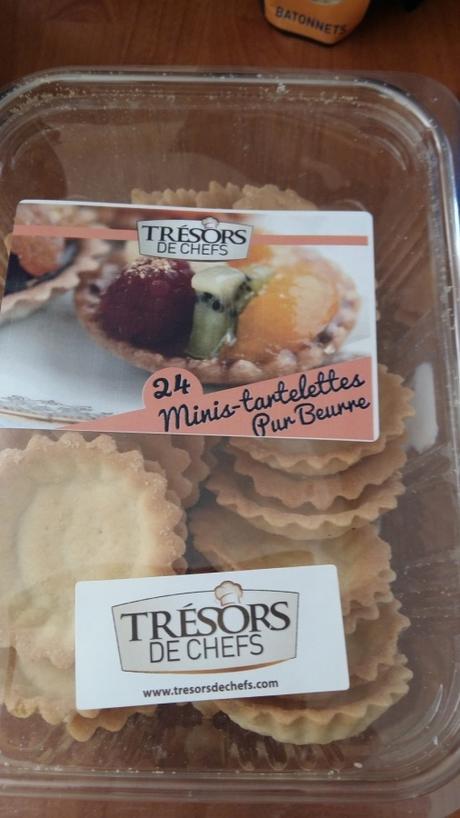 BATONNETS
TRÉSORS
DE CHEFS
24
Minis-tartelettes
Pur Beurre
TRÉSORS
DE CHEFS
www.tresorsdechefs.com